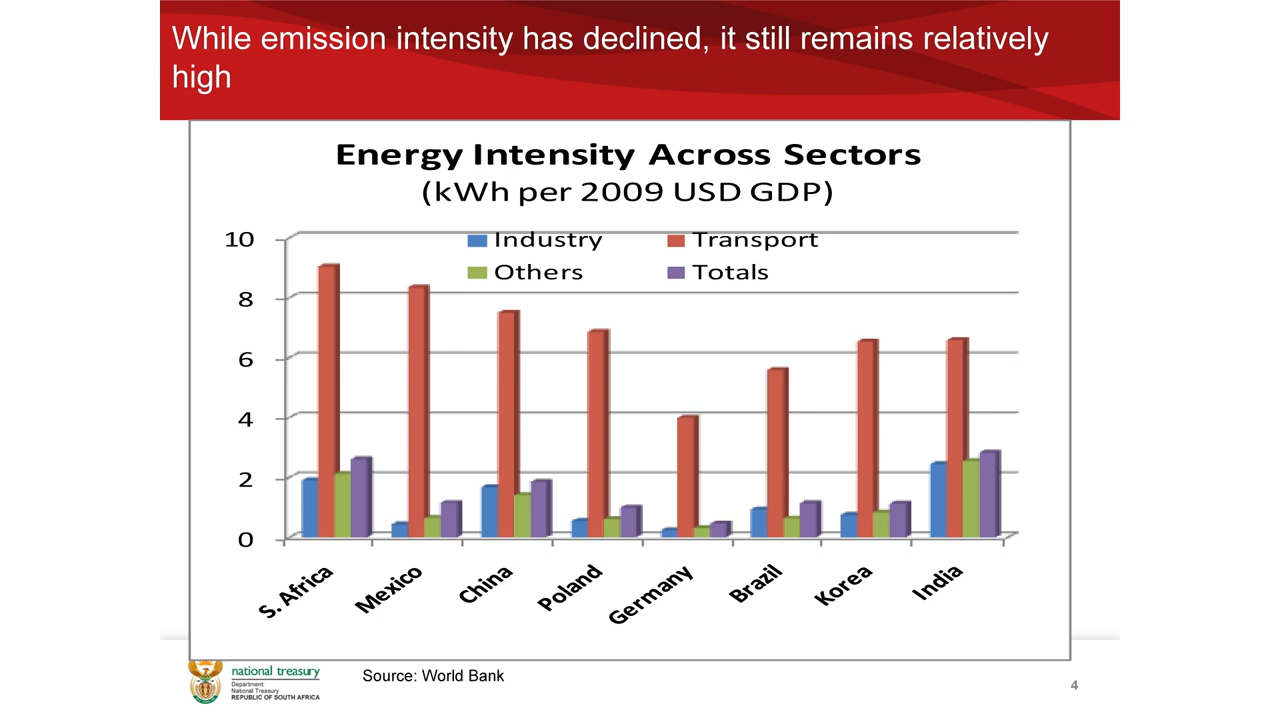 While emission intensity has declined, it still remains relatively
high
Energy Intensity Across Sectors
(kWh per 2009 USD GDP)
Industry Transport
Others Totals
10
8
6
4
2
0
S. Africa Mexico China Poland Germany Brazil Korea India
national treasury
Department
National Treasury
REPUBLIC OF SOUTH AFRICA
Source: World Bank
4